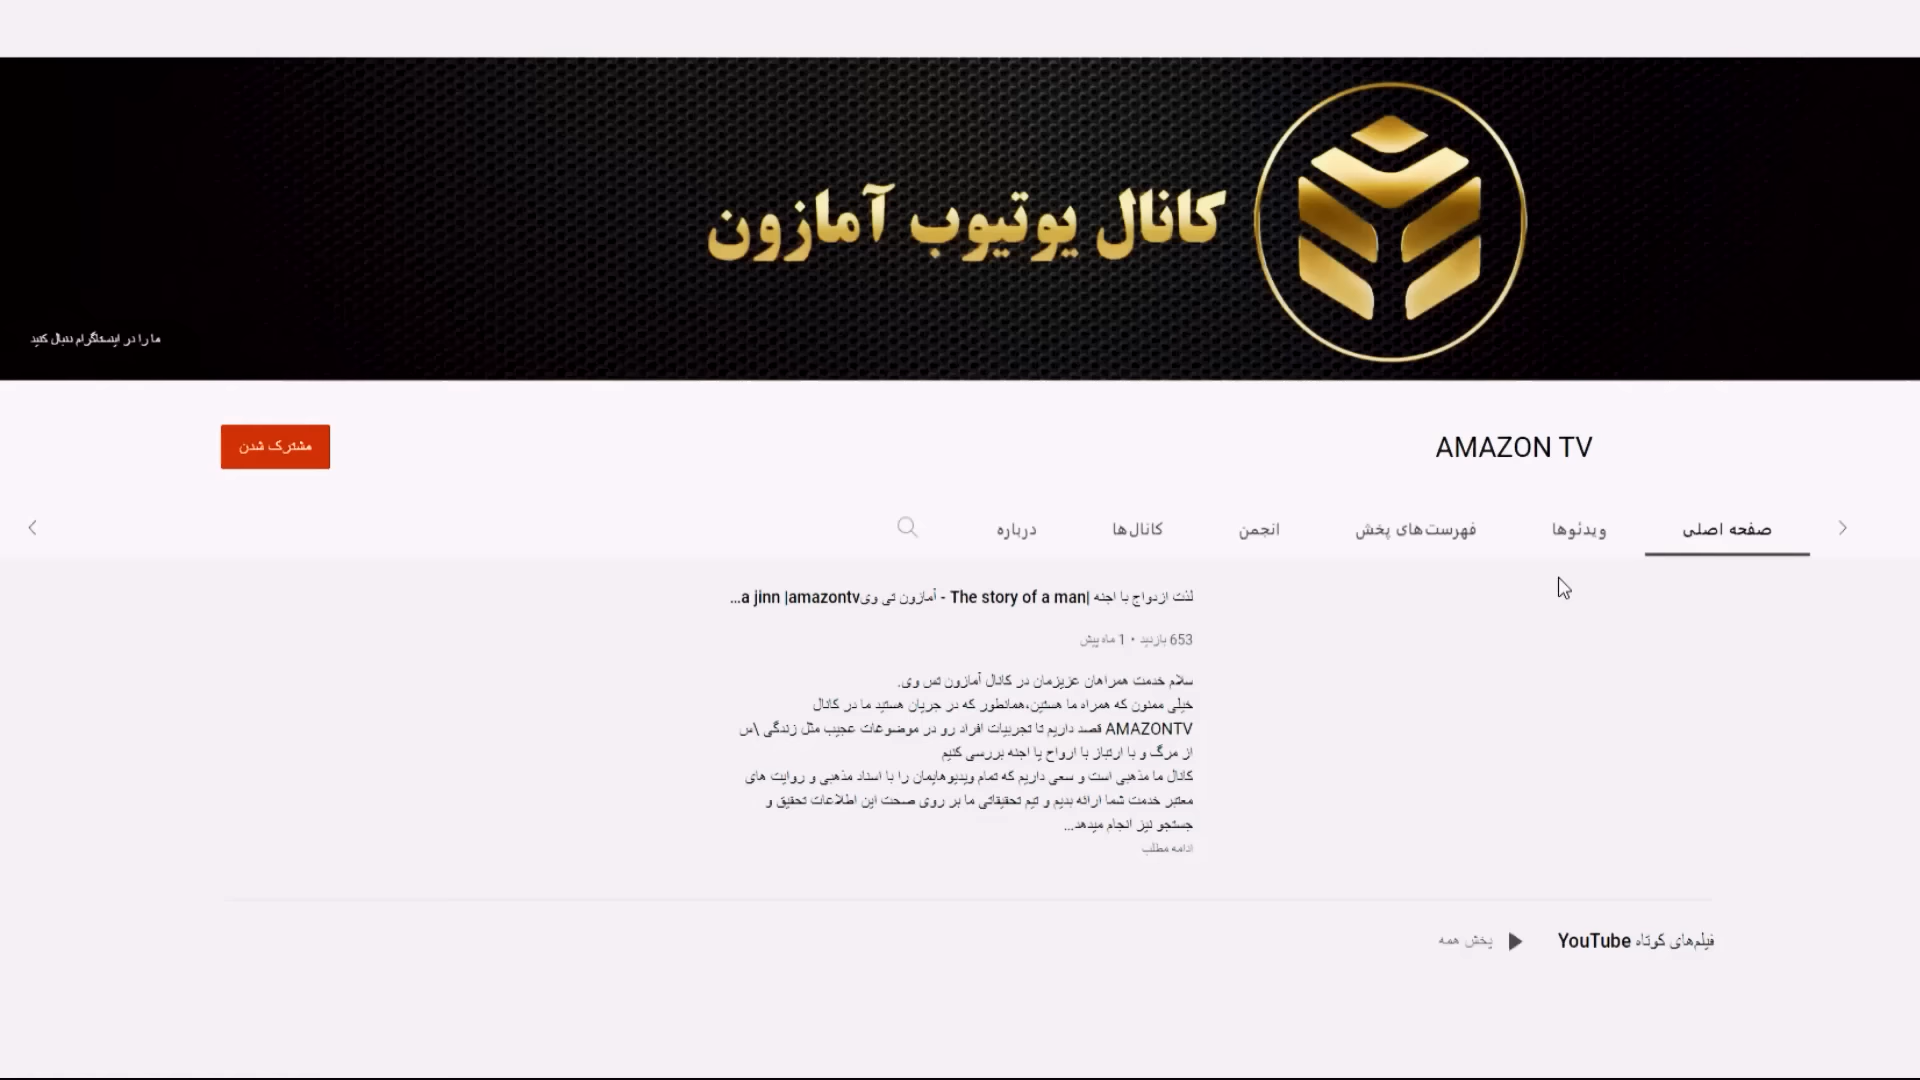 کانال یوتیوب آمازون
ما را در اینستاگرام دنبال کنید
AMAZON TV
مشترک شدن
صفحه اصلی
ویدئوها
فهرست‌های پخش
انجمن
کانال‌ها
درباره
لذت ازدواج با اجنه |The story of a man - آمازون تی ویa jinn |amazontv...
653 بازدید • 1 ماه پیش
سلام خدمت همراهان عزیزمان در کانال آمازون تس وی.
خیلی ممنون که همراه ما هستین،همانطور که در جریان هستید ما در کانال
AMAZONTV قصد داریم تا تجربیات افراد رو در موضوعات عجیب مثل زندگی \س
از مرگ و با ارتباز با ارواح یا اجنه بررسی کنیم
کانال ما مذهبی است و سعی داریم که تمام ویدیوهایمان را با اسناد مذهبی و روایت های
معتبر خدمت شما ارائه بدیم و تیم تحقیقاتی ما بر روی صحت این اطلاعات تحقیق و
جستجو نیز انجام میدهد...
ادامه مطلب
فیلم‌های کوتاه YouTube
پخش همه